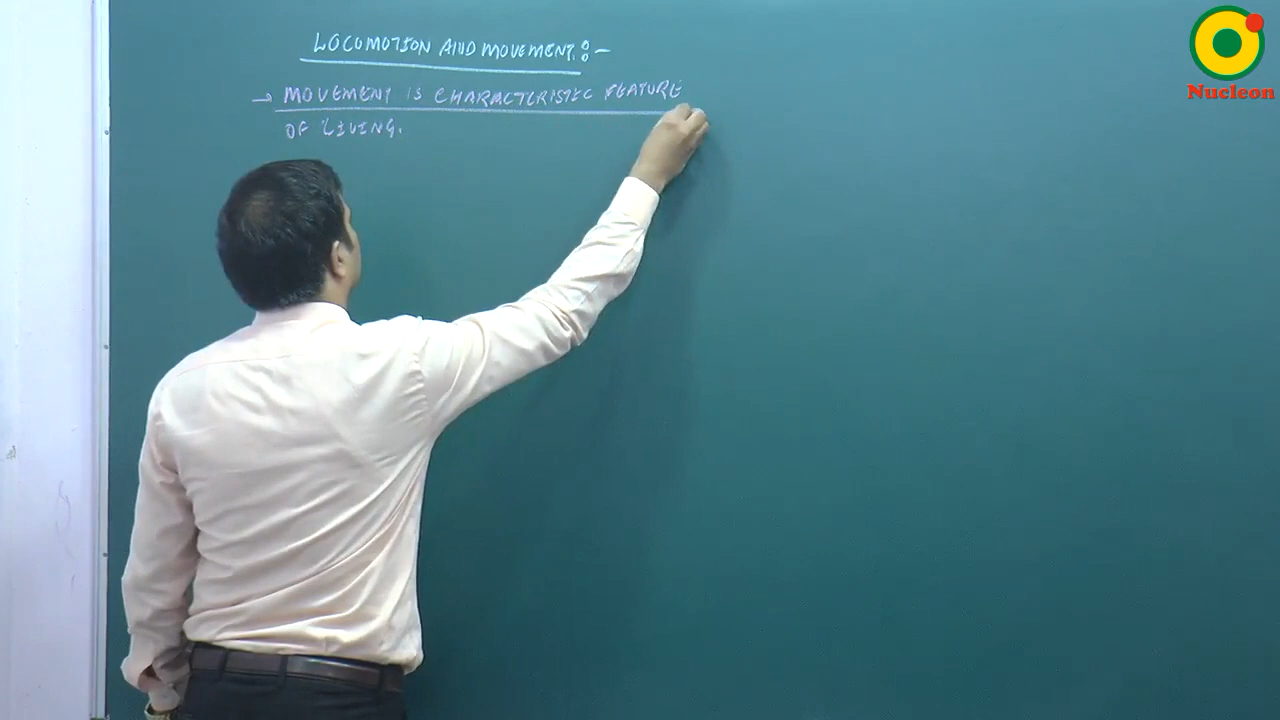 LOCOMOTION AND MOVEMENT:-
→ MOVEMENT IS CHARACTERISTIC FEATURE
OF LIVING.
Nucleon